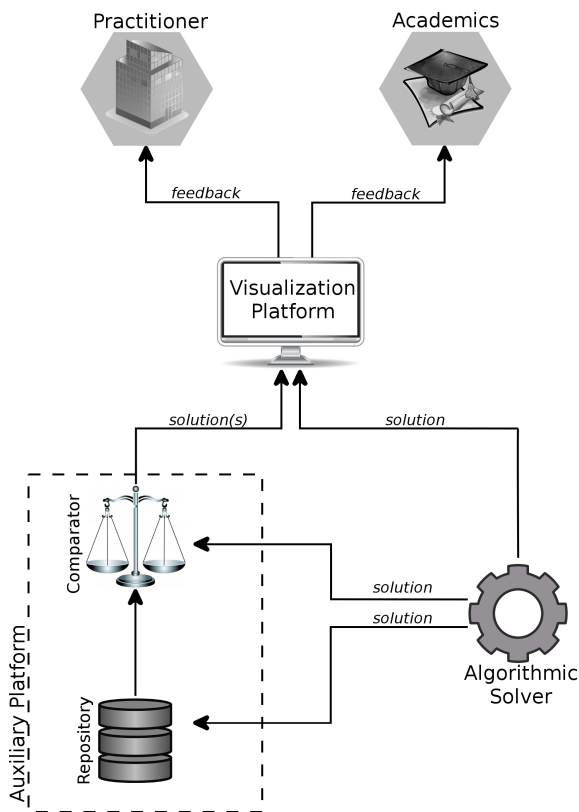 Practitioner
Academics
feedback
feedback
Visualization
Platform
solution(s)
solution
Comparator
solution
solution
Algorithmic
Solver
Repository
Auxiliary Platform